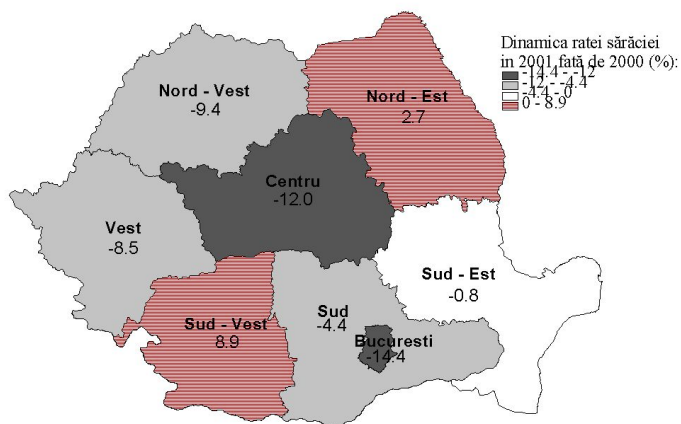 Dinamica ratei sărăciei
in 2001 fată de 2000 (%):
-14.4 - -12
-12 - -4.4
-4.4 - 0
0 - 8.9
Nord - Vest
-9.4
Nord - Est
2.7
Centru
-12.0
Vest
-8.5
Sud - Est
-0.8
Sud - Vest
8.9
Sud
-4.4
Bucuresti
-14.4